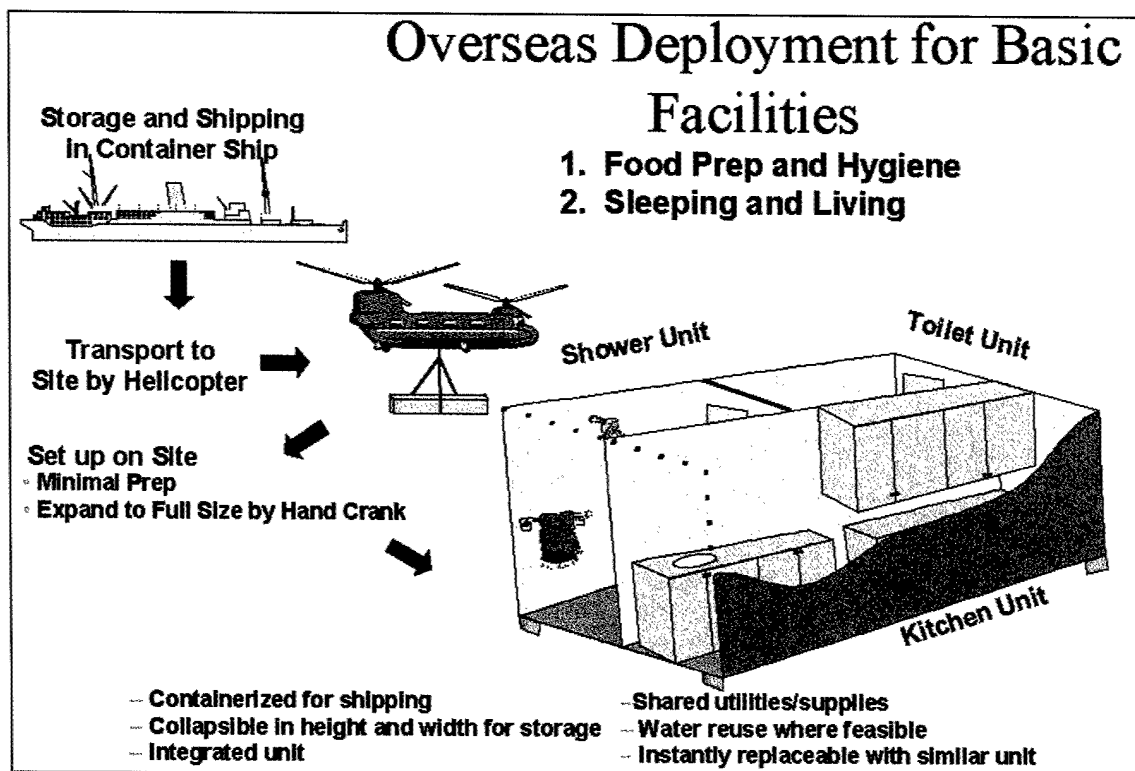 Overseas Deployment for Basic
Facilities
1. Food Prep and Hygiene
2. Sleeping and Living
Storage and Shipping
in Container Ship
Transport to
Site by Helicopter
Set up on Site
◦ Minimal Prep
◦ Expand to Full Size by Hand Crank
Shower Unit
Toilet Unit
Kitchen Unit
– Containerized for shipping
– Collapsible in height and width for storage
– Integrated unit
– Shared utilities/supplies
– Water reuse where feasible
– Instantly replaceable with similar unit